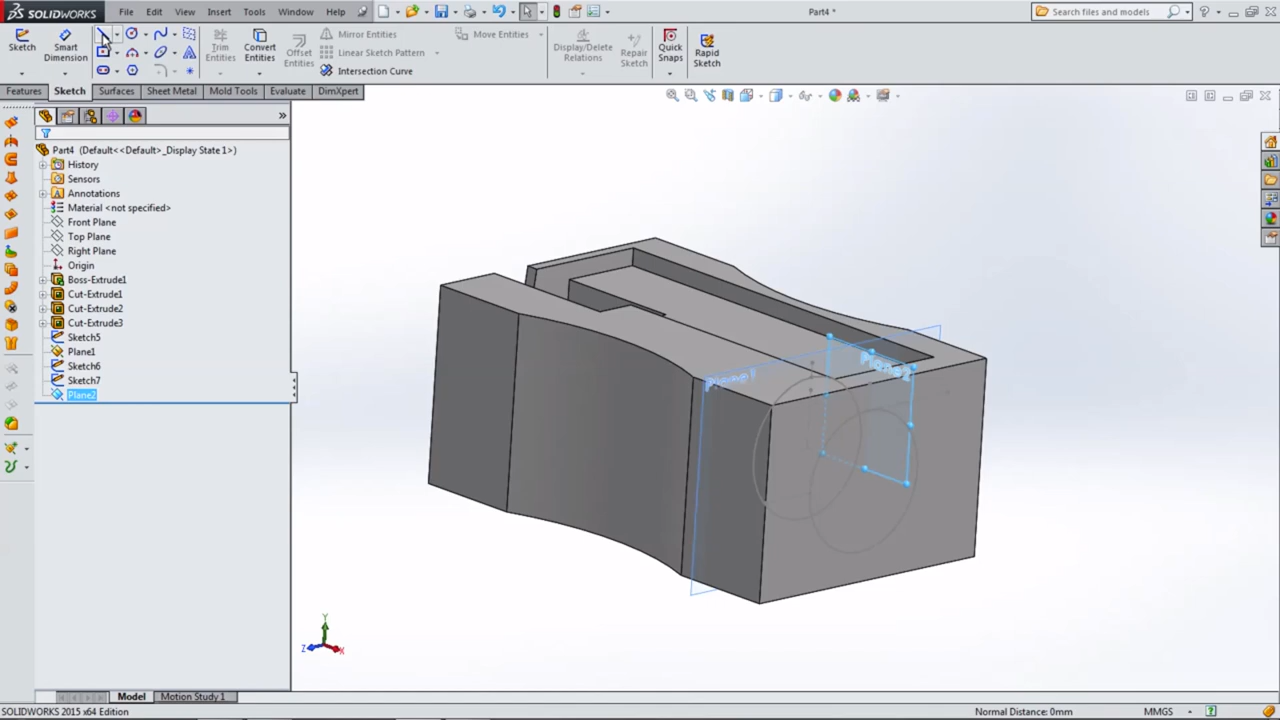 SOLIDWORKS File Edit View Insert Tools Window Help Part4 * Search files and models
Sketch Smart Dimension Trim Entities Convert Entities Offset Entities Mirror Entities Linear Sketch Pattern Intersection Curve Move Entities Display/Delete Relations Repair Sketch Quick Snaps Rapid Sketch
Features Sketch Surfaces Sheet Metal Mold Tools Evaluate DimXpert
Part4 (Default<<Default>_Display State 1>)
History
Sensors
Annotations
Material <not specified>
Front Plane
Top Plane
Right Plane
Origin
Boss-Extrude1
Cut-Extrude1
Cut-Extrude2
Cut-Extrude3
Sketch5
Plane1
Sketch6
Sketch7
Plane2
Plane1
Plane2
Y
Z
X
Model Motion Study 1
SOLIDWORKS 2015 x64 Edition Normal Distance: 0mm MMGS